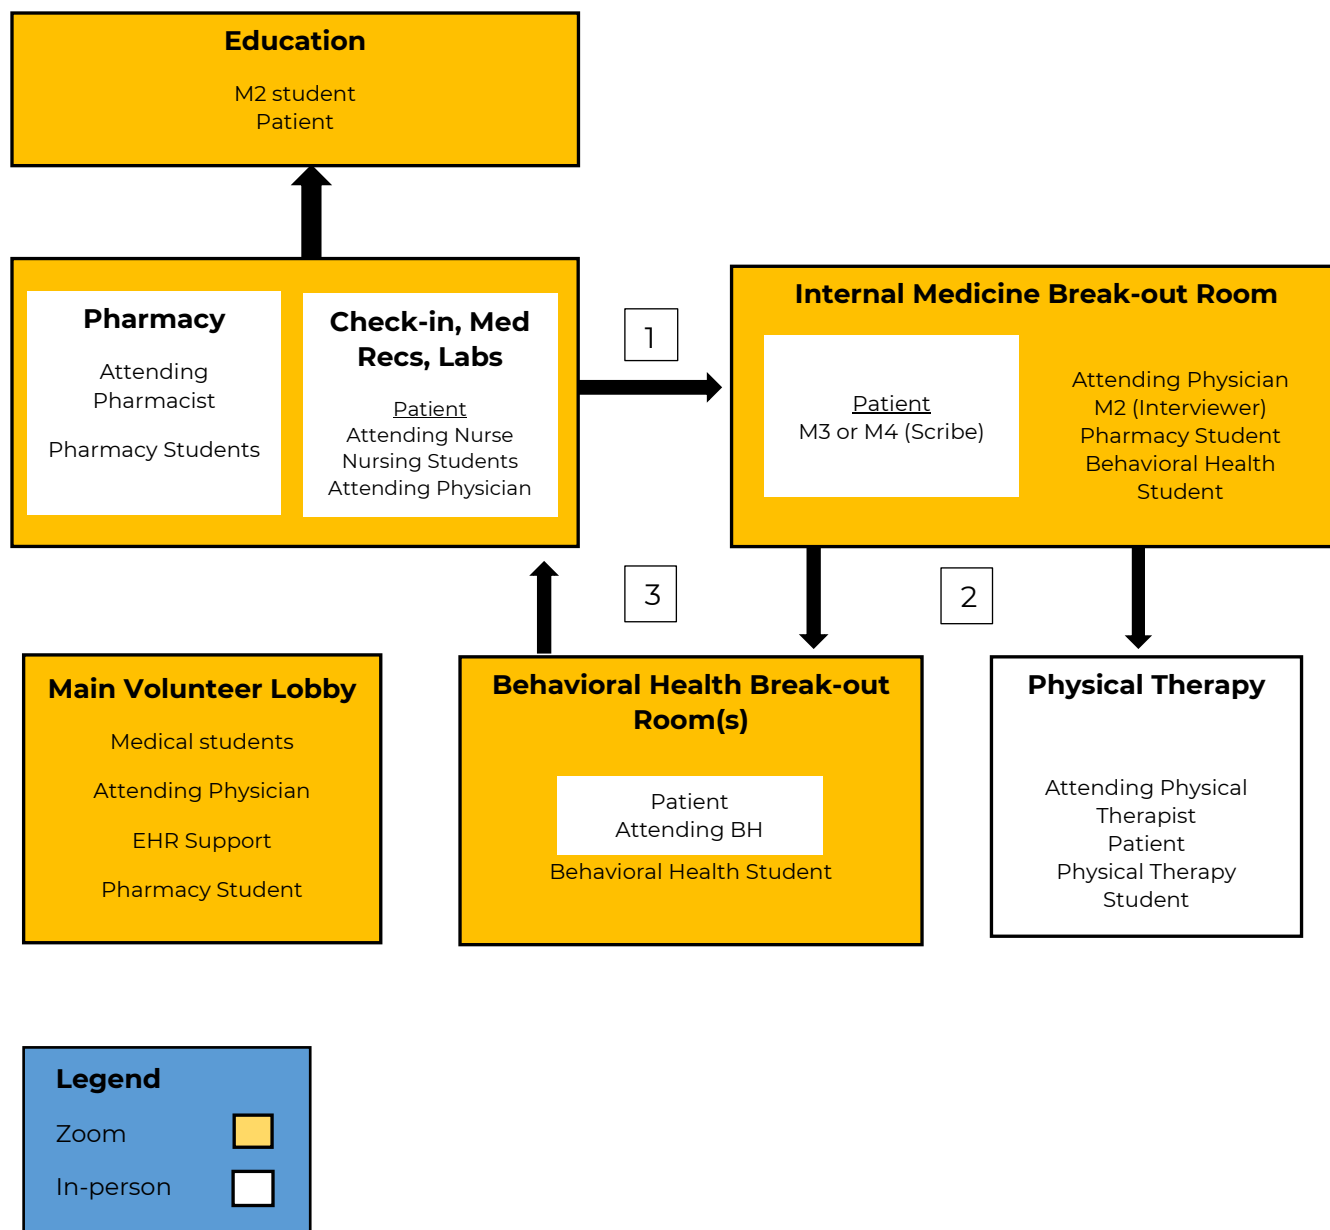 Education
M2 student
Patient
Pharmacy
Attending
Pharmacist
Pharmacy Students
Check-in, Med
Recs, Labs
Patient
Attending Nurse
Nursing Students
Attending Physician
1
Internal Medicine Break-out Room
Patient
M3 or M4 (Scribe)
Attending Physician
M2 (Interviewer)
Pharmacy Student
Behavioral Health
Student
3
2
Main Volunteer Lobby
Medical students
Attending Physician
EHR Support
Pharmacy Student
Behavioral Health Break-out
Room(s)
Patient
Attending BH
Behavioral Health Student
Physical Therapy
Attending Physical
Therapist
Patient
Physical Therapy
Student
Legend
Zoom
In-person